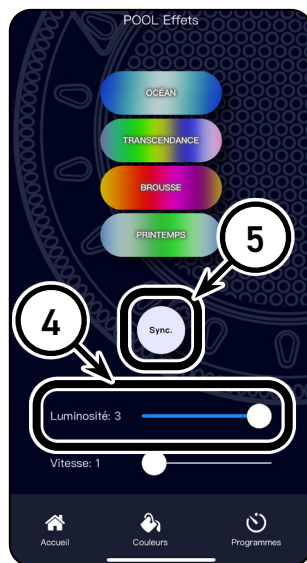 POOL Effets
OCÉAN
TRANSCENDANCE
BROUSSE
PRINTEMPS
5
4
Sync.
Luminosité: 3
Vitesse: 1
Accueil Couleurs Programmes